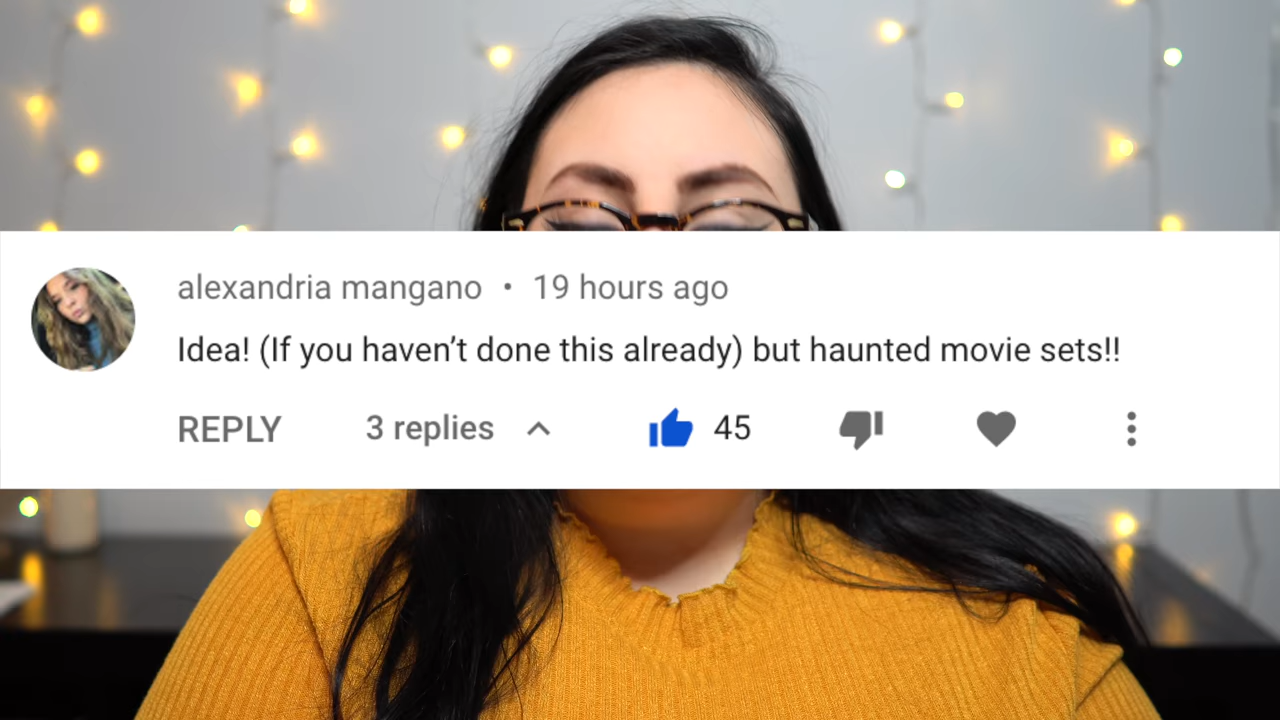 alexandria mangano • 19 hours ago
Idea! (If you haven’t done this already) but haunted movie sets!!
REPLY 3 replies 45